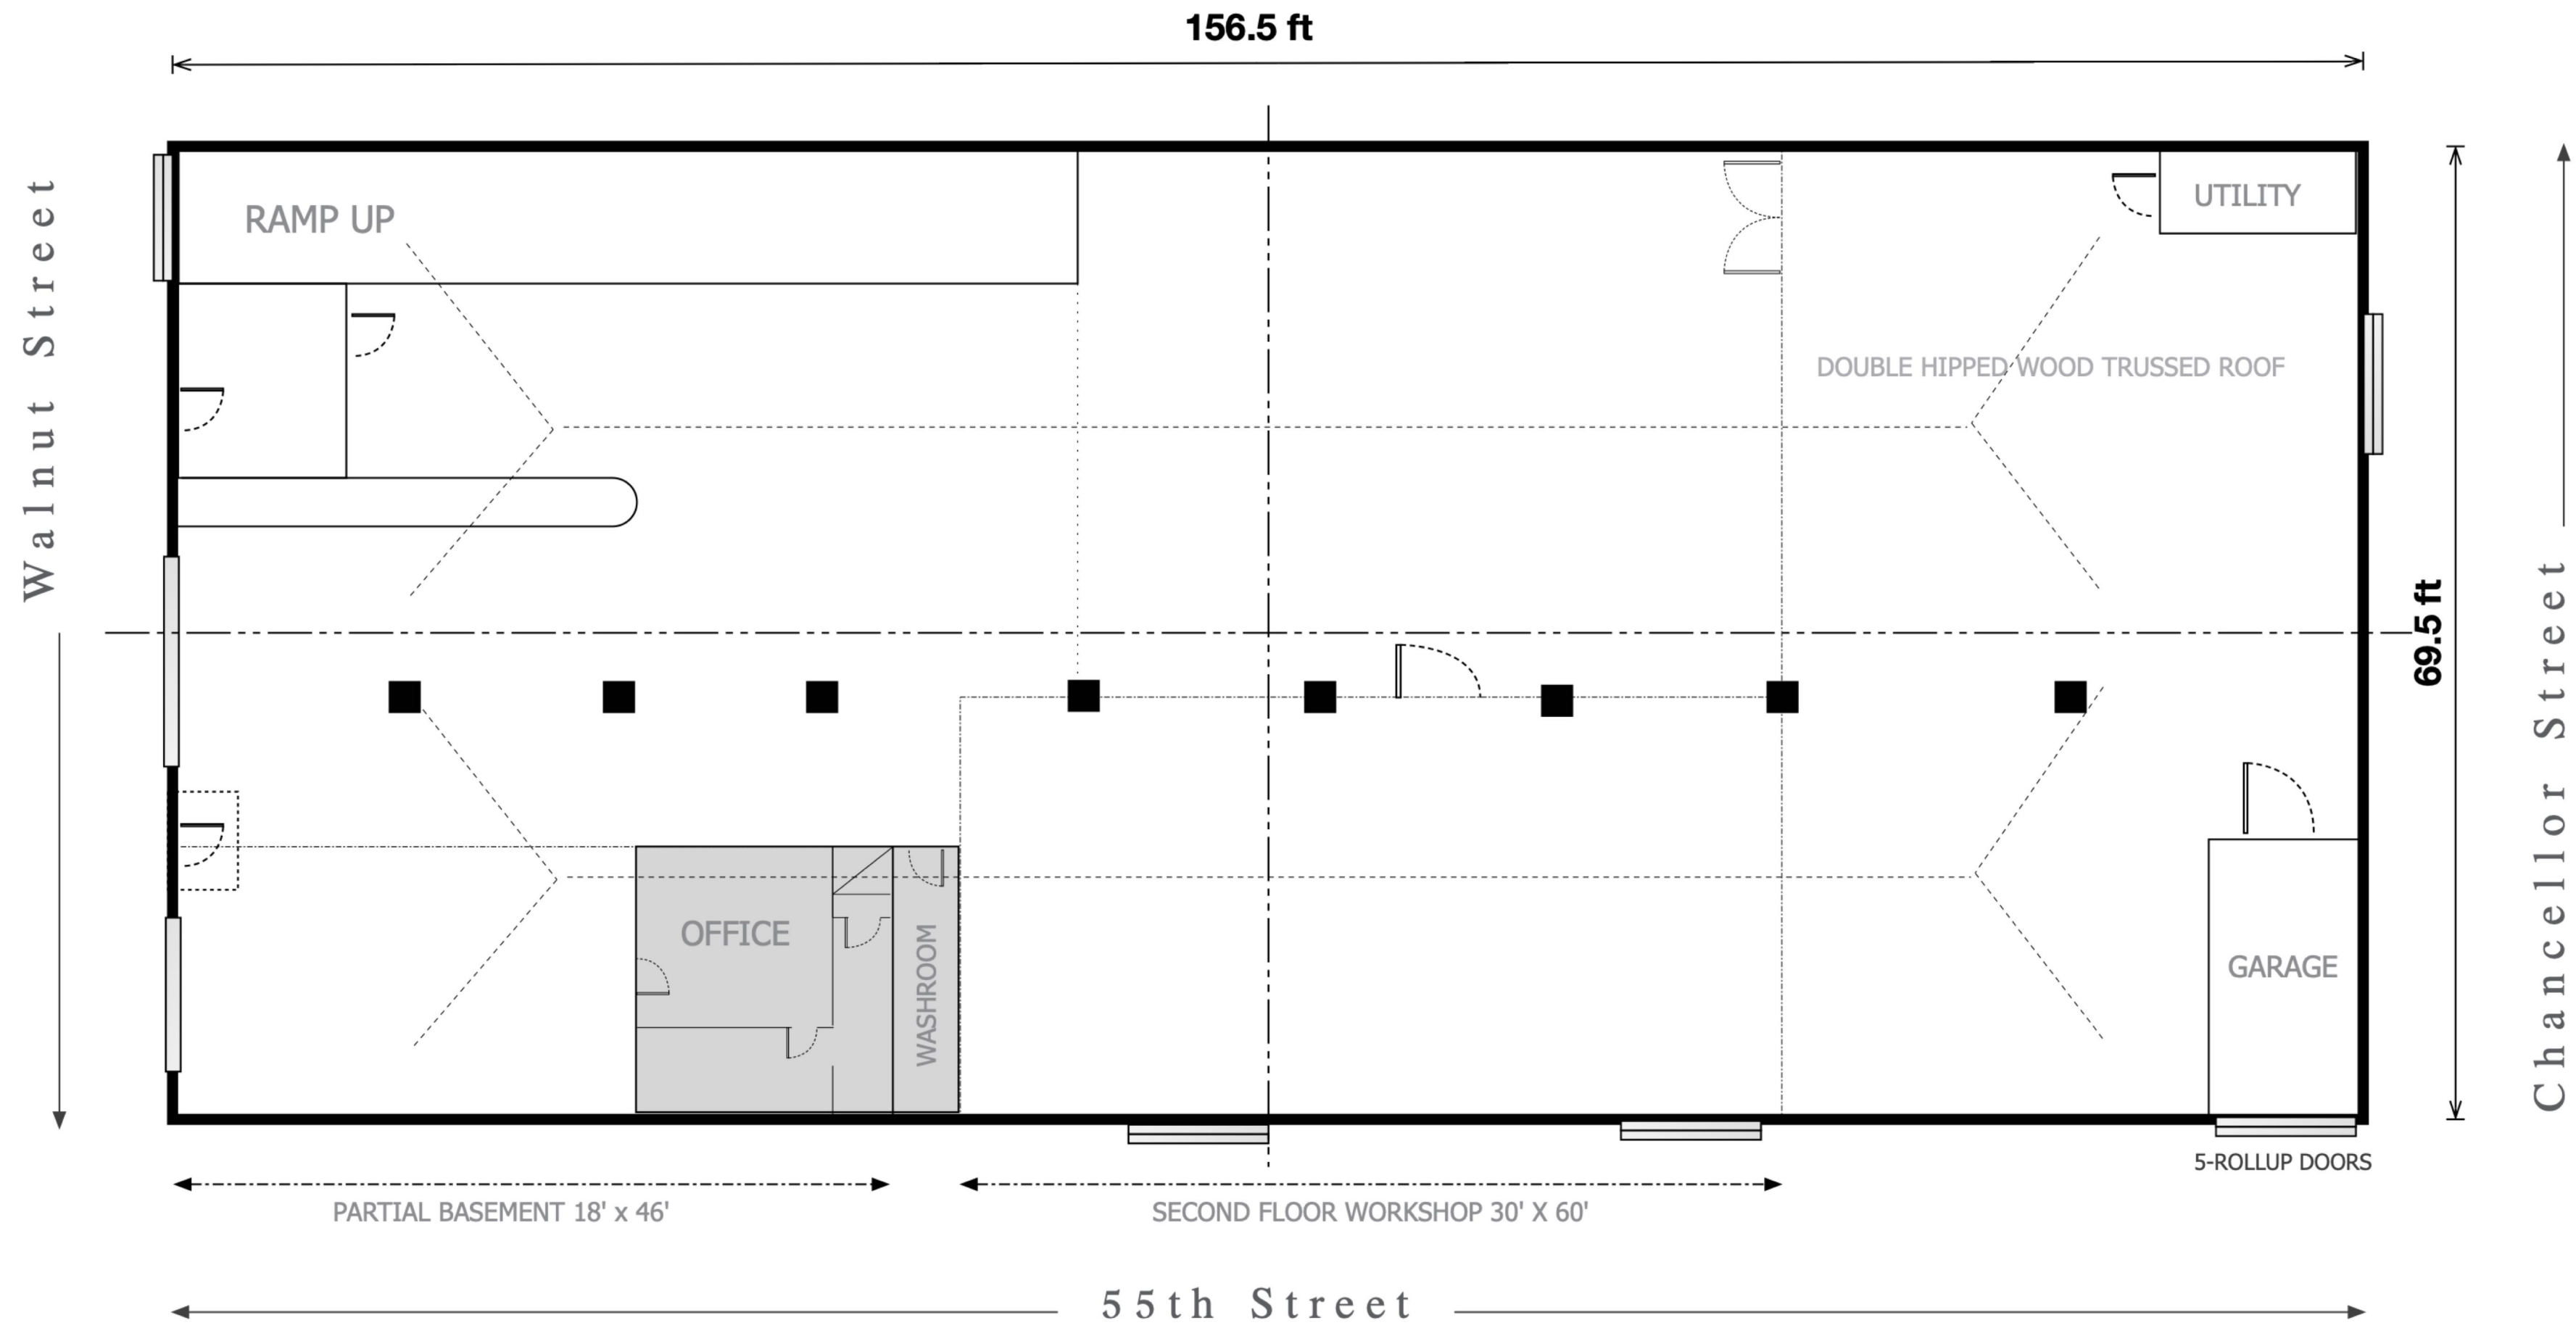 156.5 ft
Walnut Street
RAMP UP
UTILITY
DOUBLE HIPPED WOOD TRUSSED ROOF
69.5 ft
Chancellor Street
OFFICE
WASHROOM
GARAGE
5-ROLLUP DOORS
PARTIAL BASEMENT 18' x 46'
SECOND FLOOR WORKSHOP 30' X 60'
55th Street